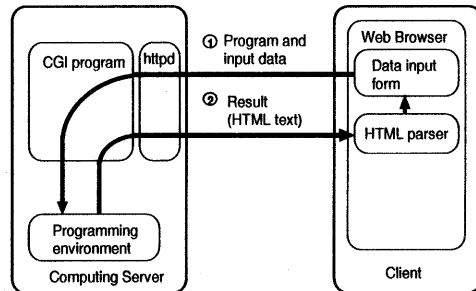 CGI program
httpd
① Program and
input data
② Result
(HTML text)
Programming
environment
Computing Server
Web Browser
Data input
form
HTML parser
Client